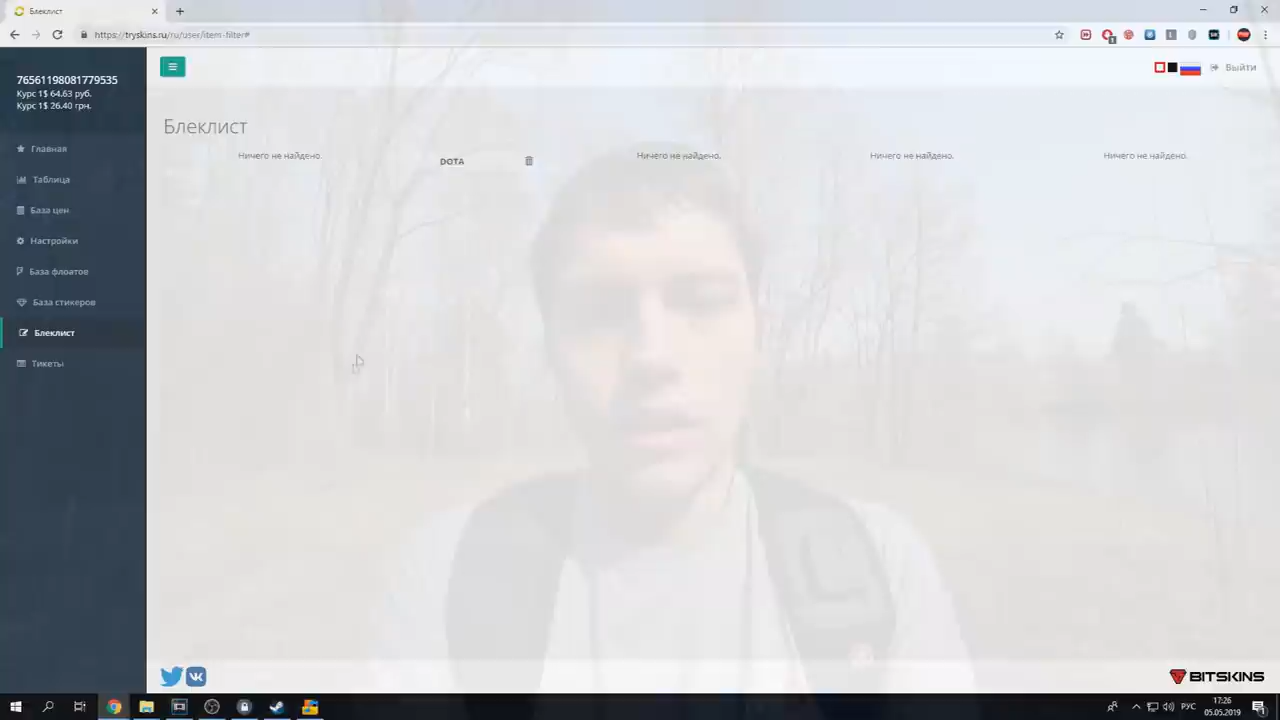 Блеклист
https://tryskins.ru/ru/user/item-filter#
76561198081779535
Курс 1$ 64.63 руб.
Курс 1$ 26.40 грн.
Выйти
Главная
Таблица
База цен
Настройки
База флоатов
База стикеров
Блеклист
Тикеты
Блеклист
Ничего не найдено.
DOTA
Ничего не найдено.
Ничего не найдено.
Ничего не найдено.
BITSKINS
РУС
17:26
05.05.2019